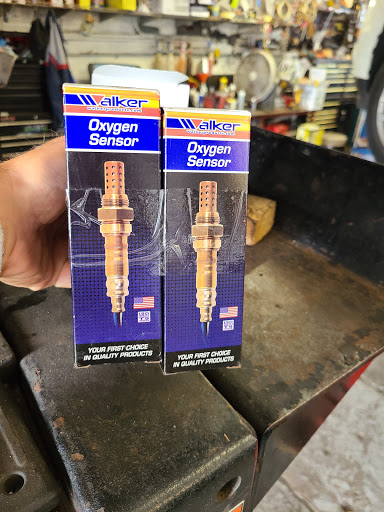 Walker
Oxygen
Sensor
YOUR FIRST CHOICE
IN QUALITY PRODUCTS
Walker
Oxygen
Sensor
YOUR FIRST CHOICE
IN QUALITY PRODUCTS